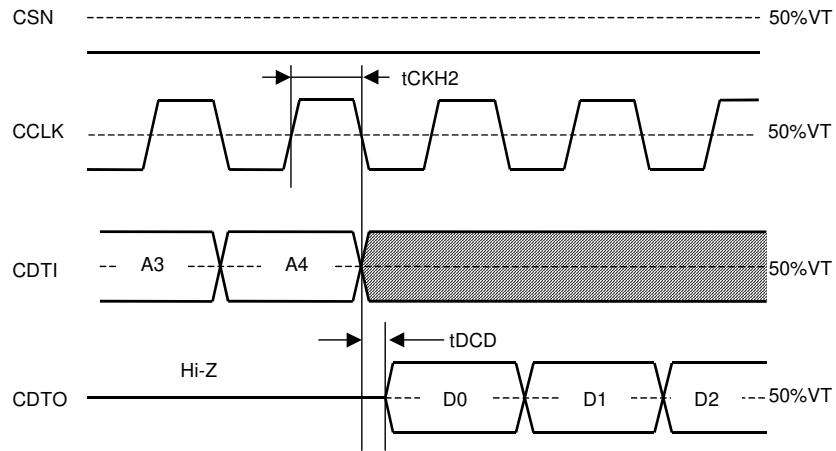 CSN 50%VT
tCKH2
CCLK 50%VT
CDTI A3 A4 50%VT
tDCD
Hi-Z
CDTO D0 D1 D2 50%VT